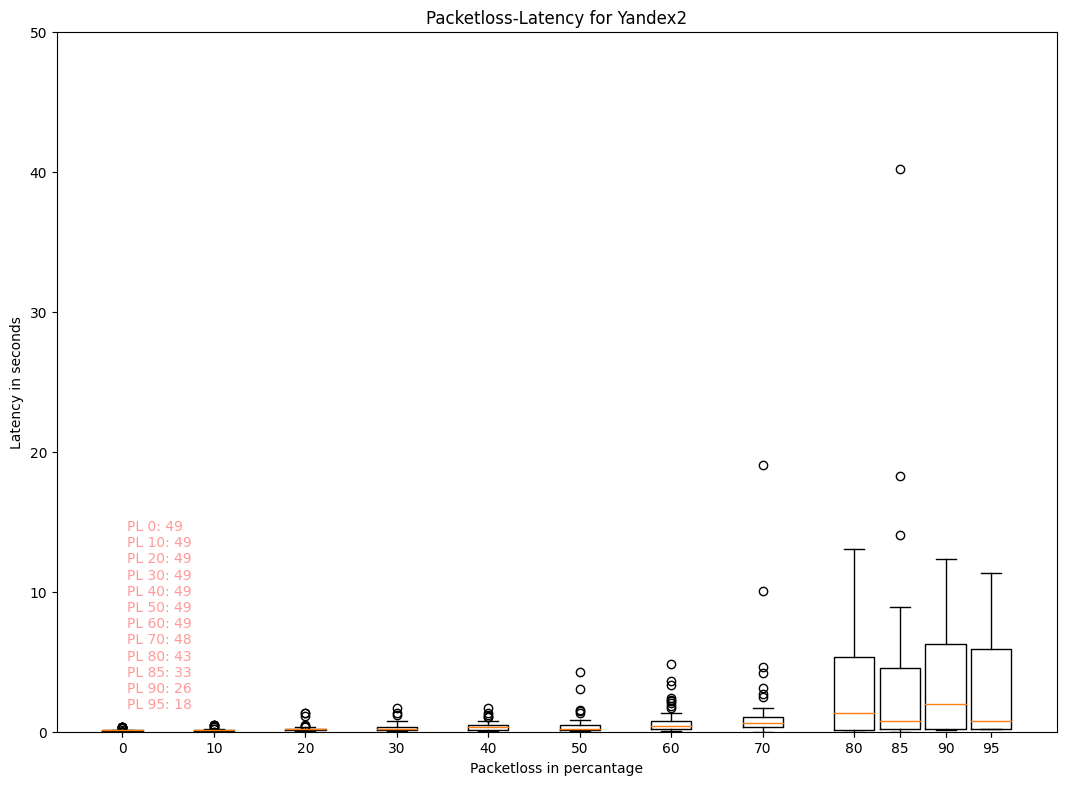 Packetloss-Latency for Yandex2
50
40
30
20
10
0
Latency in seconds
PL 0: 49
PL 10: 49
PL 20: 49
PL 30: 49
PL 40: 49
PL 50: 49
PL 60: 49
PL 70: 48
PL 80: 43
PL 85: 33
PL 90: 26
PL 95: 18
0 10 20 30 40 50 60 70 80 85 90 95
Packetloss in percantage